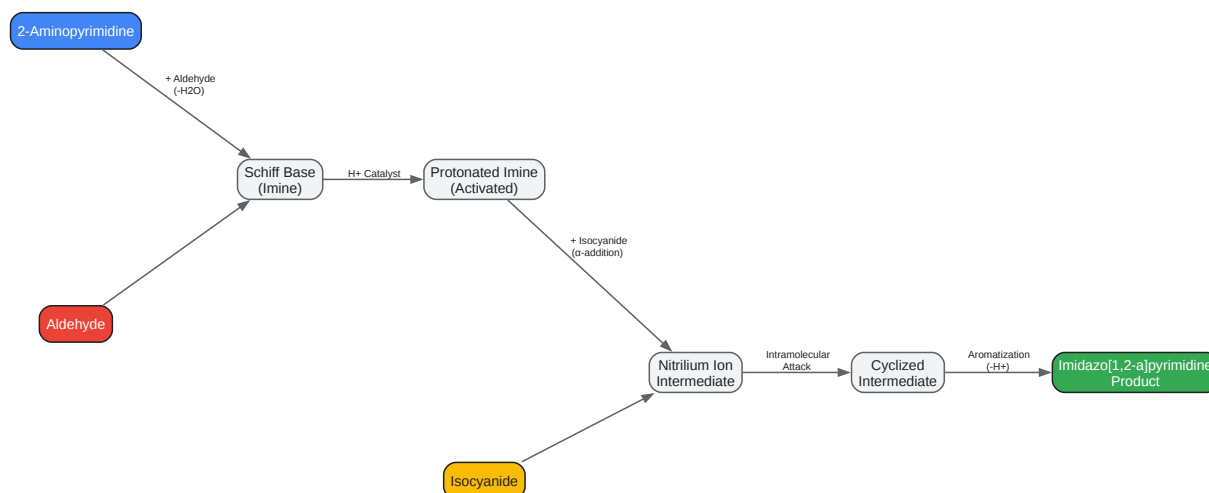 2-Aminopyrimidine
+ Aldehyde
(-H2O)
Schiff Base
(Imine)
H+ Catalyst
Protonated Imine
(Activated)
+ Isocyanide
(α-addition)
Aldehyde
Nitrilium Ion
Intermediate
Intramolecular
Attack
Cyclized
Intermediate
Aromatization
(-H+)
Imidazo[1,2-a]pyrimidine
Product
Isocyanide